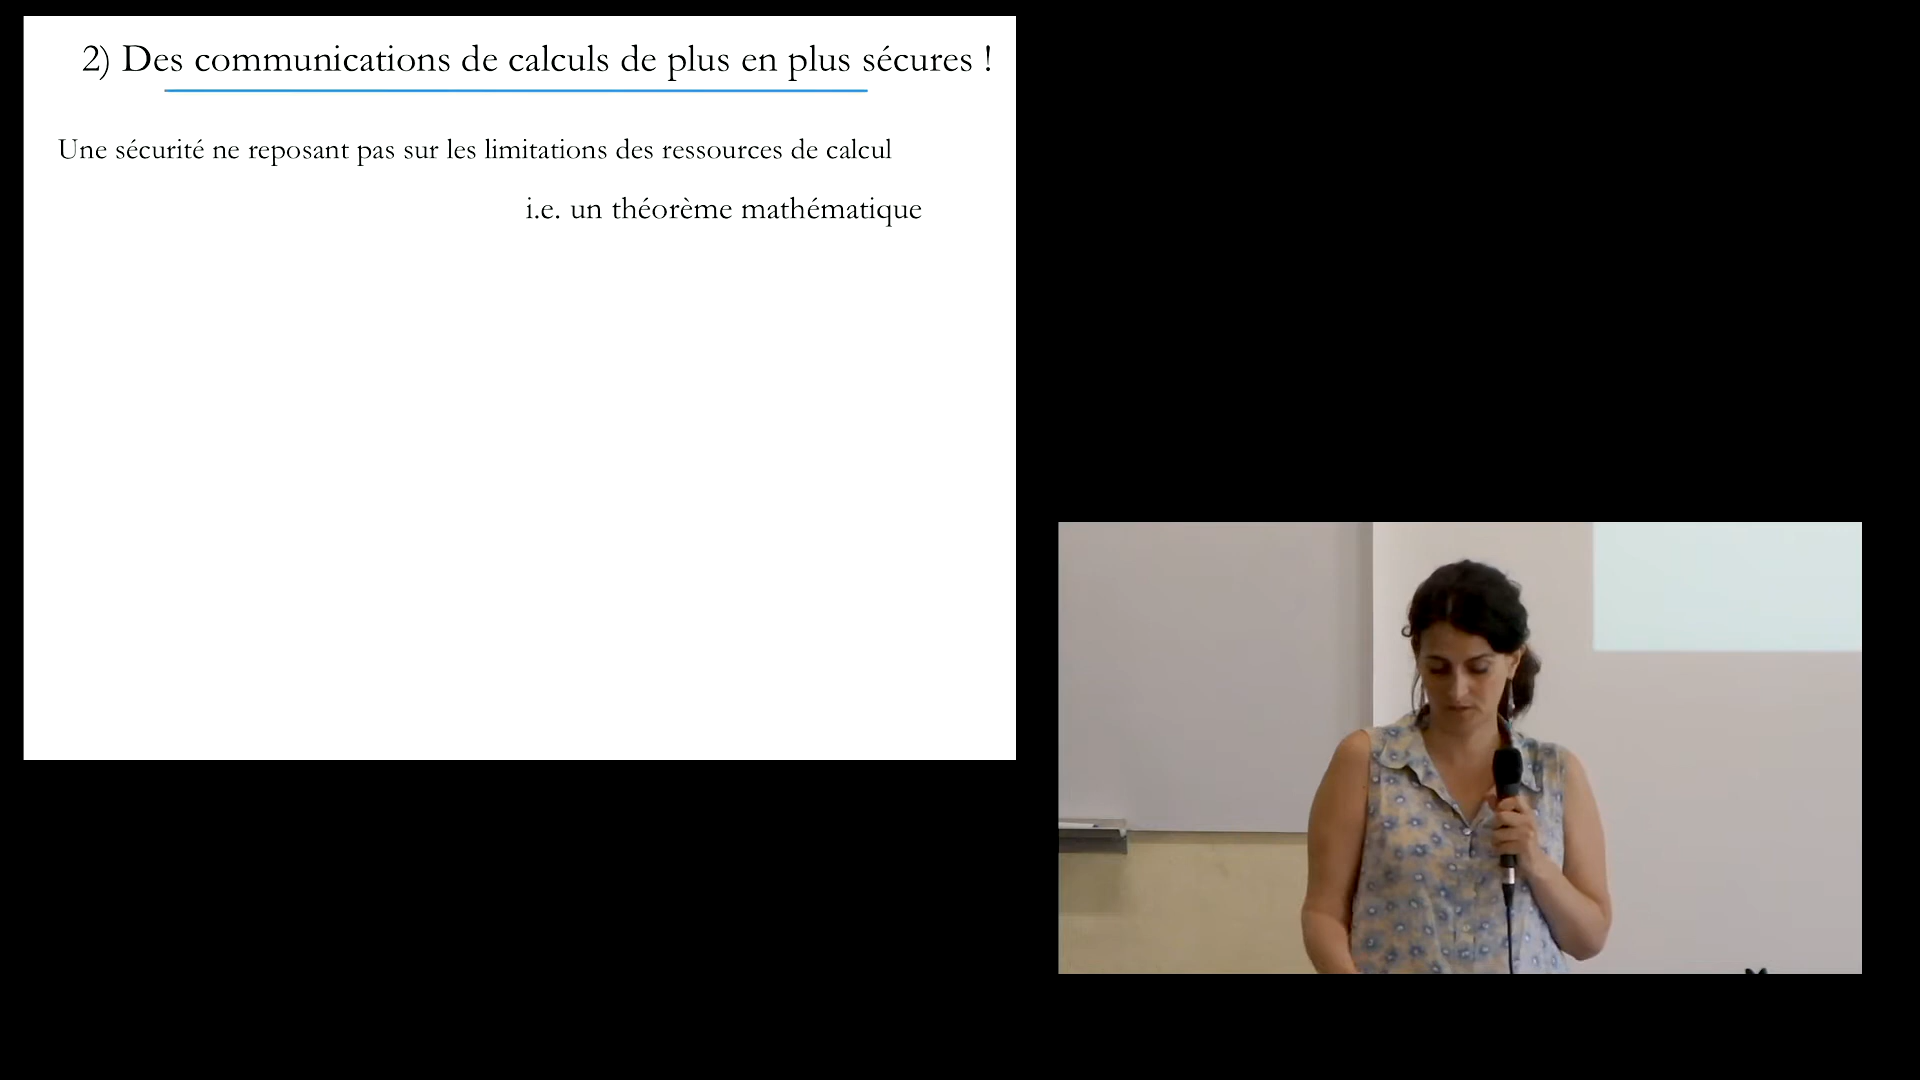 2) Des communications de calculs de plus en plus sécures !
Une sécurité ne reposant pas sur les limitations des ressources de calcul
i.e. un théorème mathématique